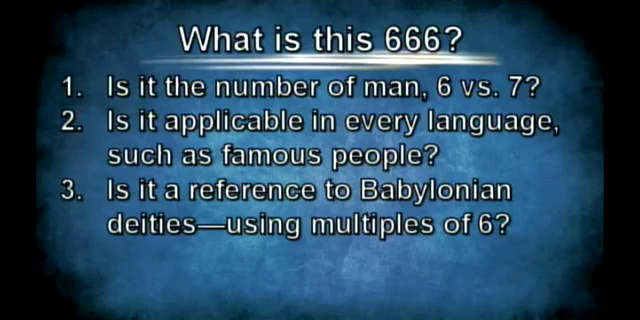 What is this 666?
1. Is it the number of man, 6 vs. 7?
2. Is it applicable in every language,
such as famous people?
3. Is it a reference to Babylonian
deities—using multiples of 6?